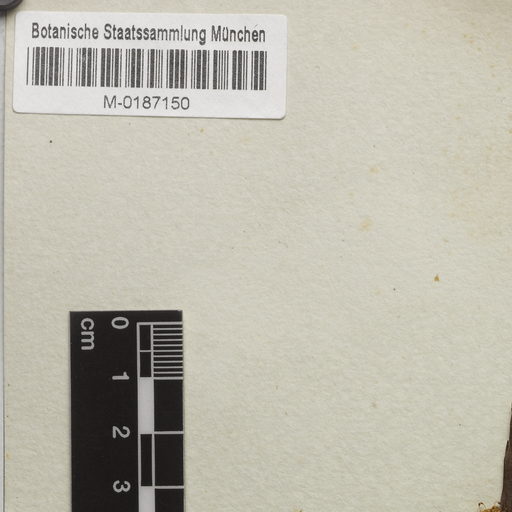 Botanische Staatssammlung München
M-0187150
cm
0
1
2
3